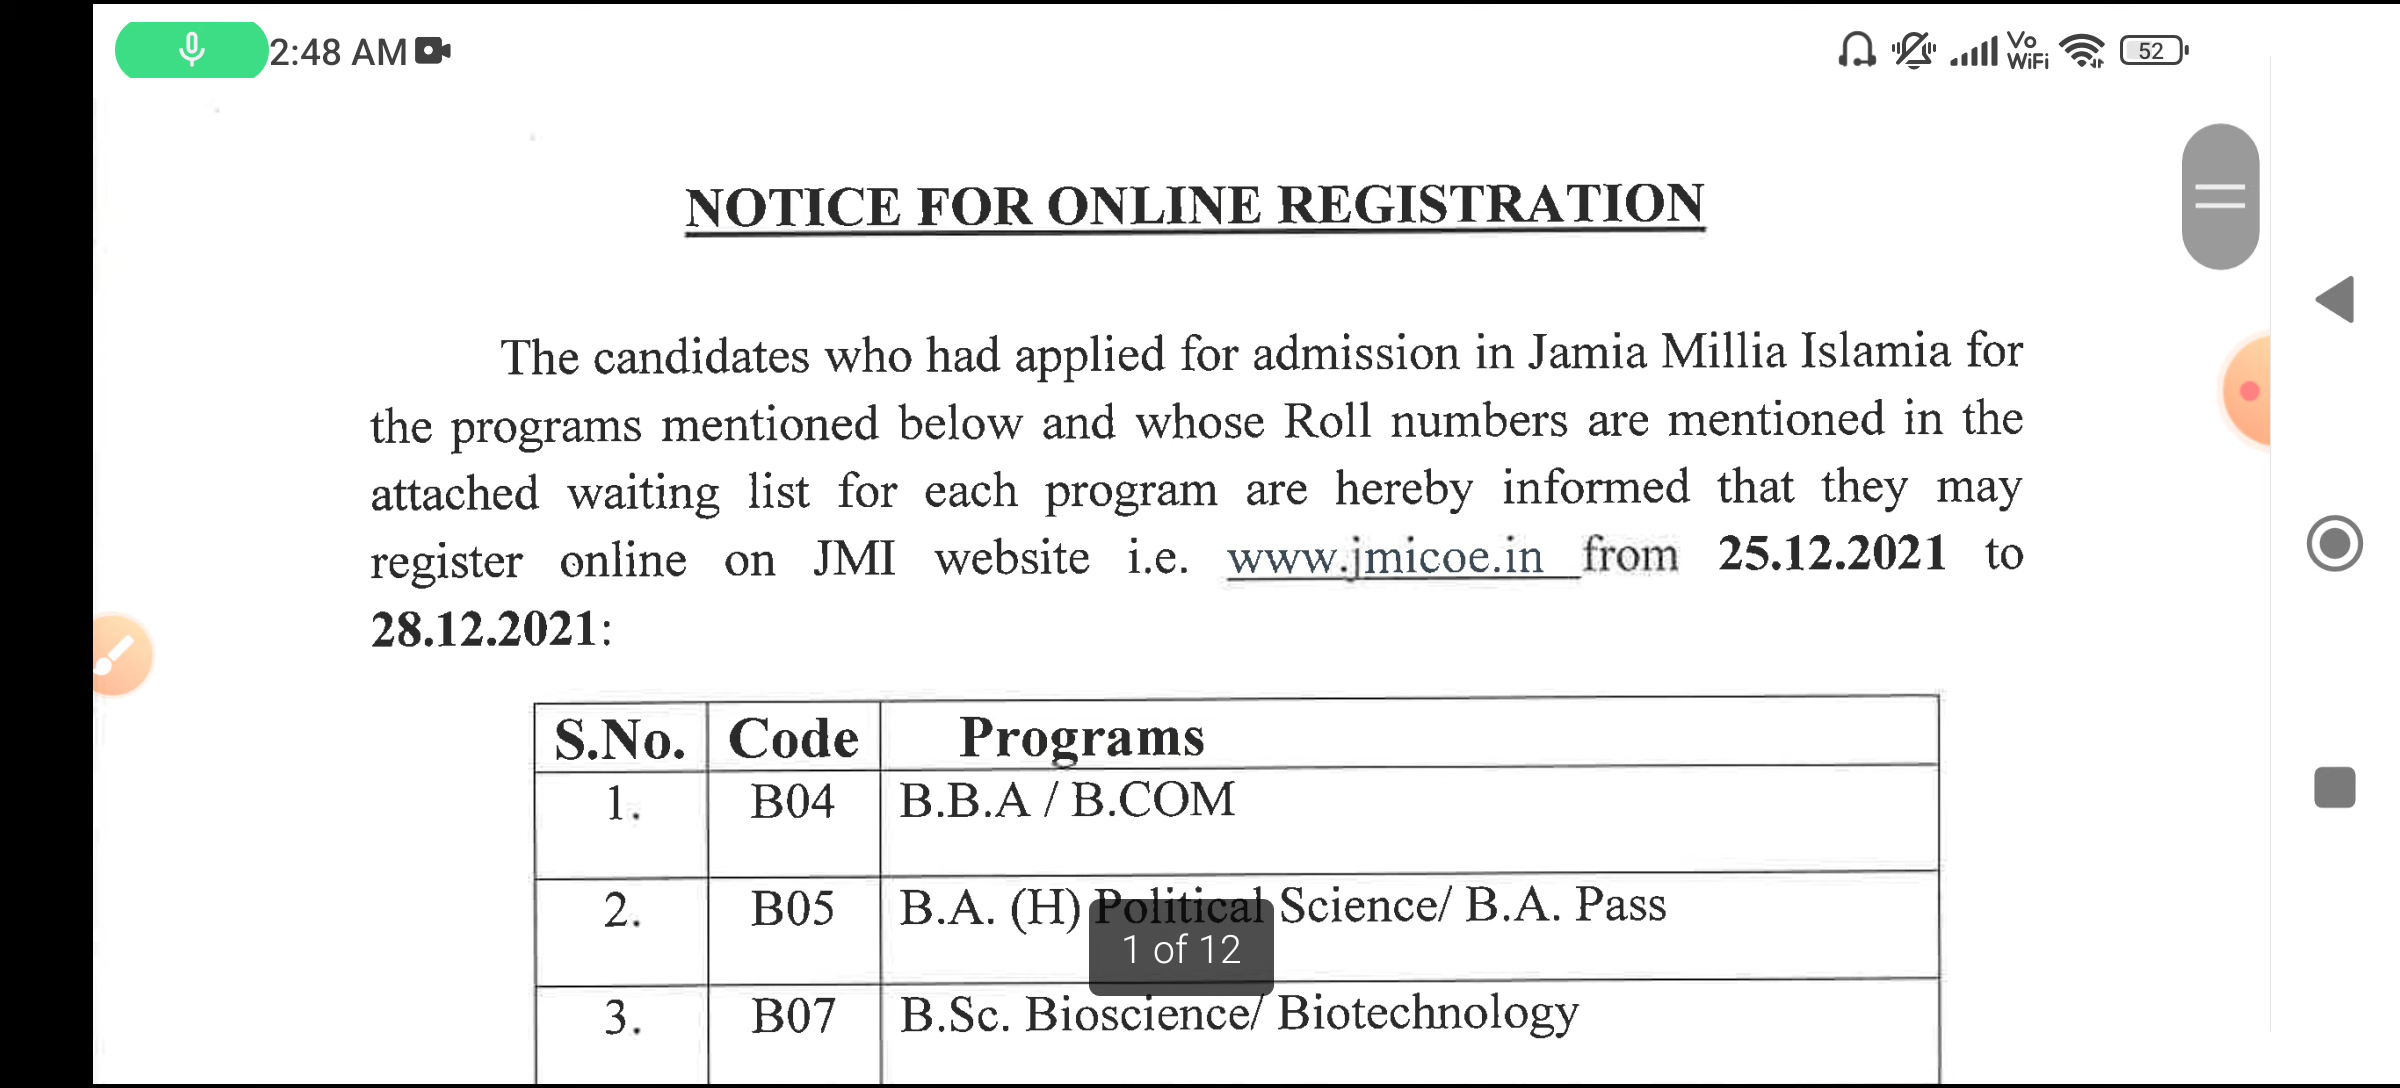 2:48 AM
Vo
WiFi
52
NOTICE FOR ONLINE REGISTRATION
The candidates who had applied for admission in Jamia Millia Islamia for
the programs mentioned below and whose Roll numbers are mentioned in the
attached waiting list for each program are hereby informed that they may
register online on JMI website i.e. www.jmicoe.in from 25.12.2021 to
28.12.2021:
S.No. Code Programs
1. B04 B.B.A / B.COM
2. B05 B.A. (H) Political Science/ B.A. Pass
1 of 12
3. B07 B.Sc. Bioscience/ Biotechnology